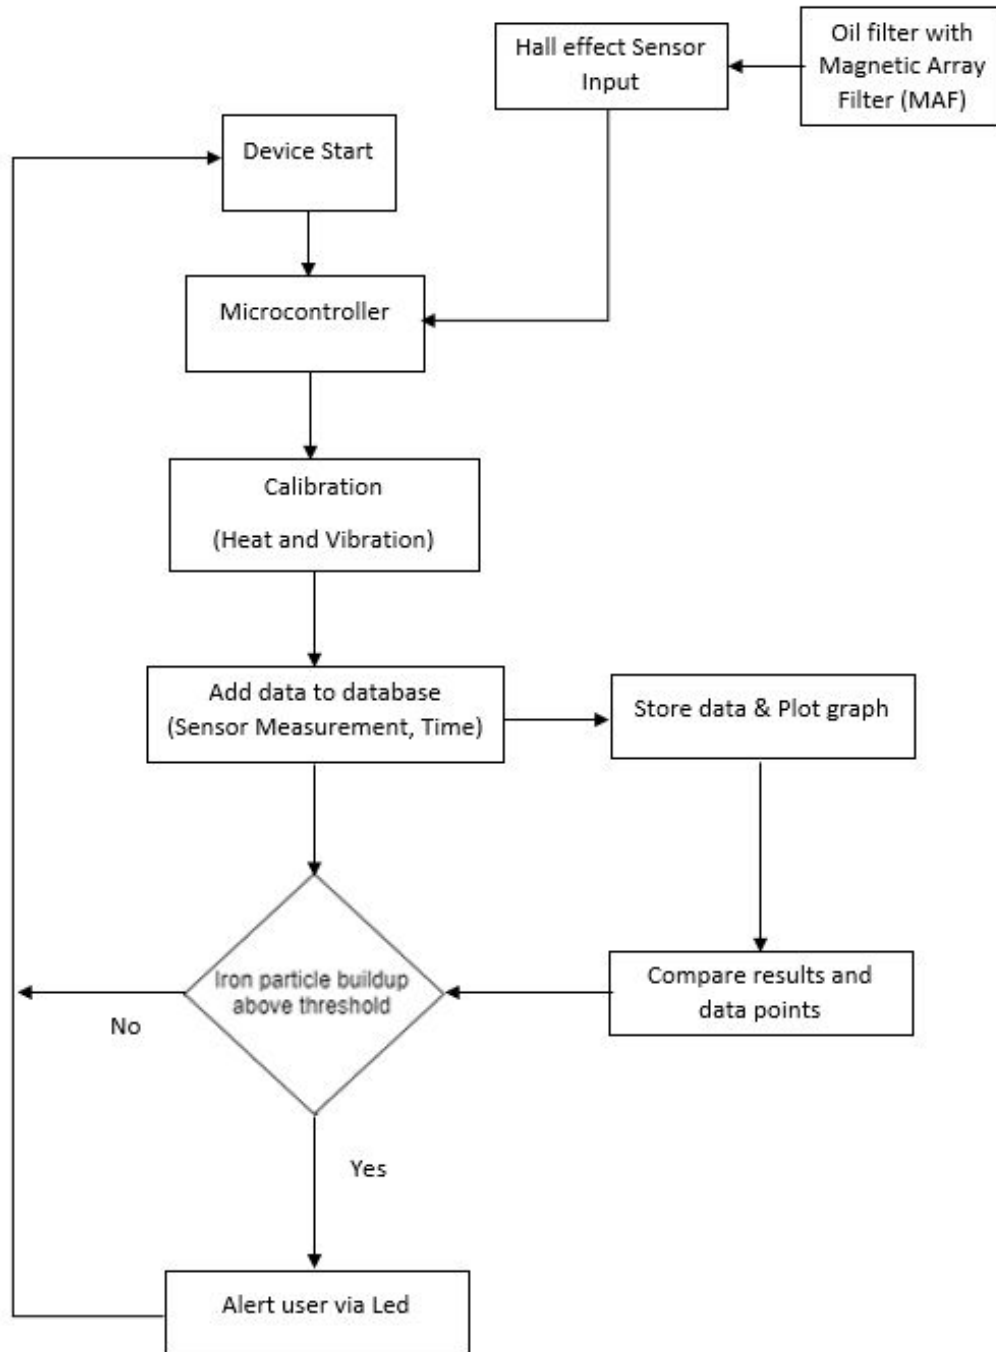 Hall effect Sensor
Input
Oil filter with
Magnetic Array
Filter (MAF)
Device Start
Microcontroller
Calibration
(Heat and Vibration)
Add data to database
(Sensor Measurement, Time)
Store data & Plot graph
Iron particle buildup
above threshold
Compare results and
data points
No
Yes
Alert user via Led